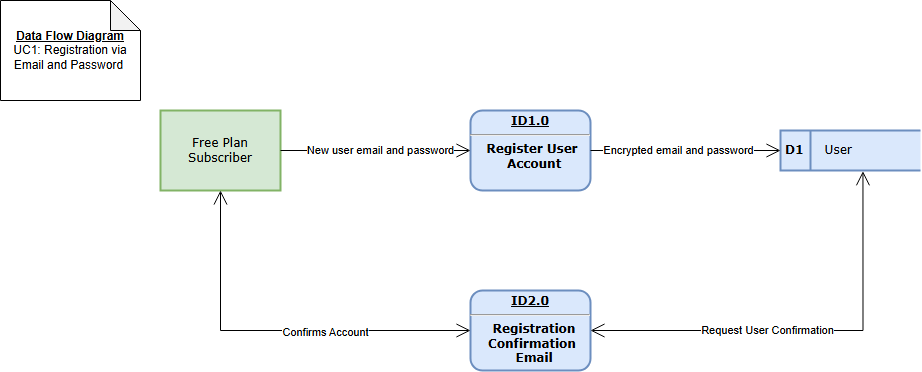 Data Flow Diagram
UC1: Registration via
Email and Password
Free Plan
Subscriber
New user email and password
ID1.0
Register User
Account
Encrypted email and password
D1
User
Confirms Account
ID2.0
Registration
Confirmation
Email
Request User Confirmation